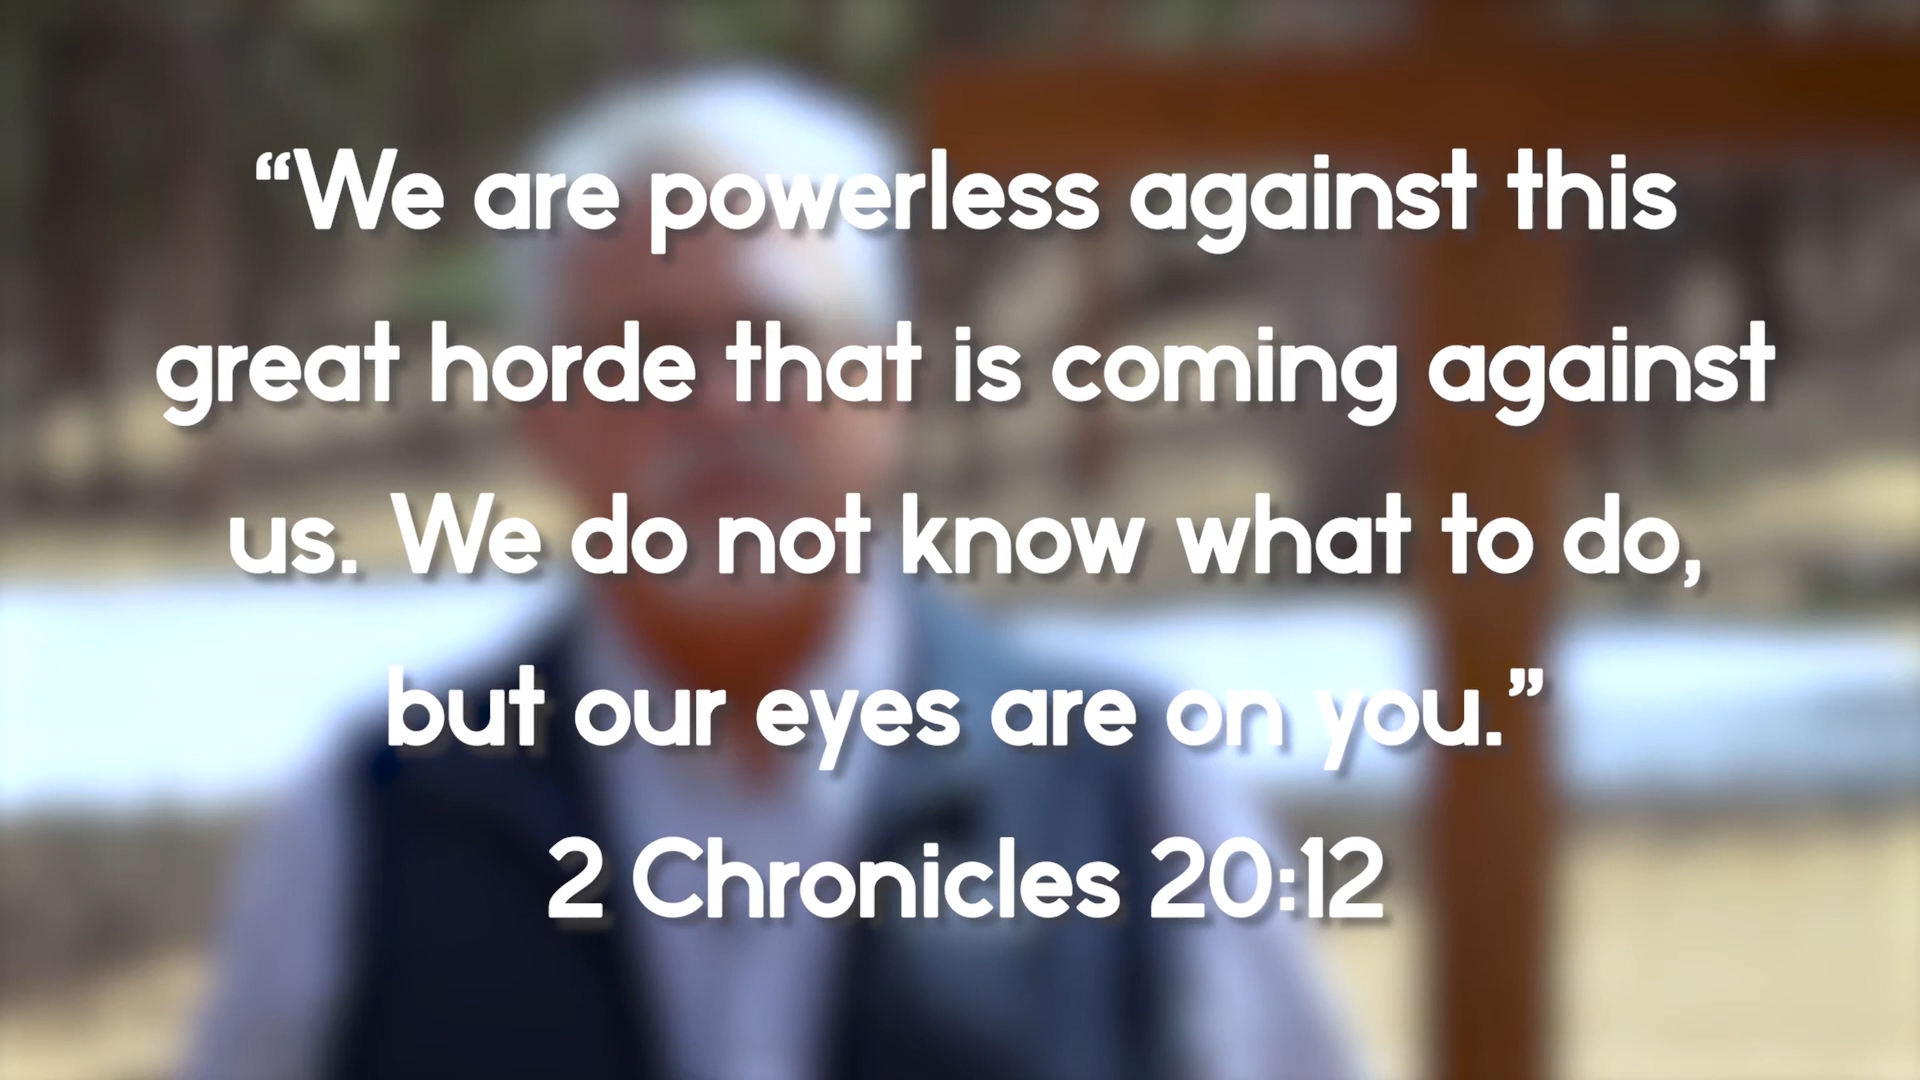 “We are powerless against this
great horde that is coming against
us. We do not know what to do,
but our eyes are on you.”
2 Chronicles 20:12